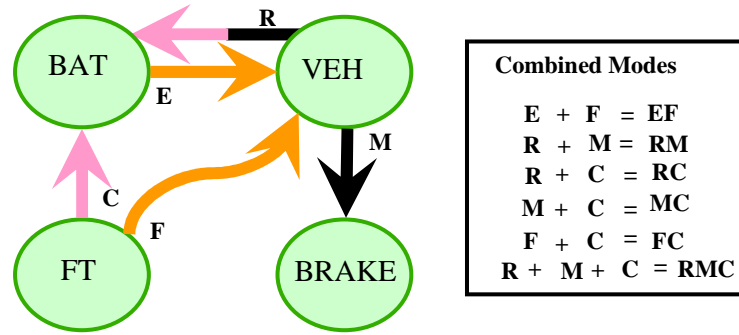 R
BAT
VEH
E
M
C
F
FT
BRAKE
Combined Modes
E + F = EF
R + M = RM
R + C = RC
M + C = MC
F + C = FC
R + M + C = RMC